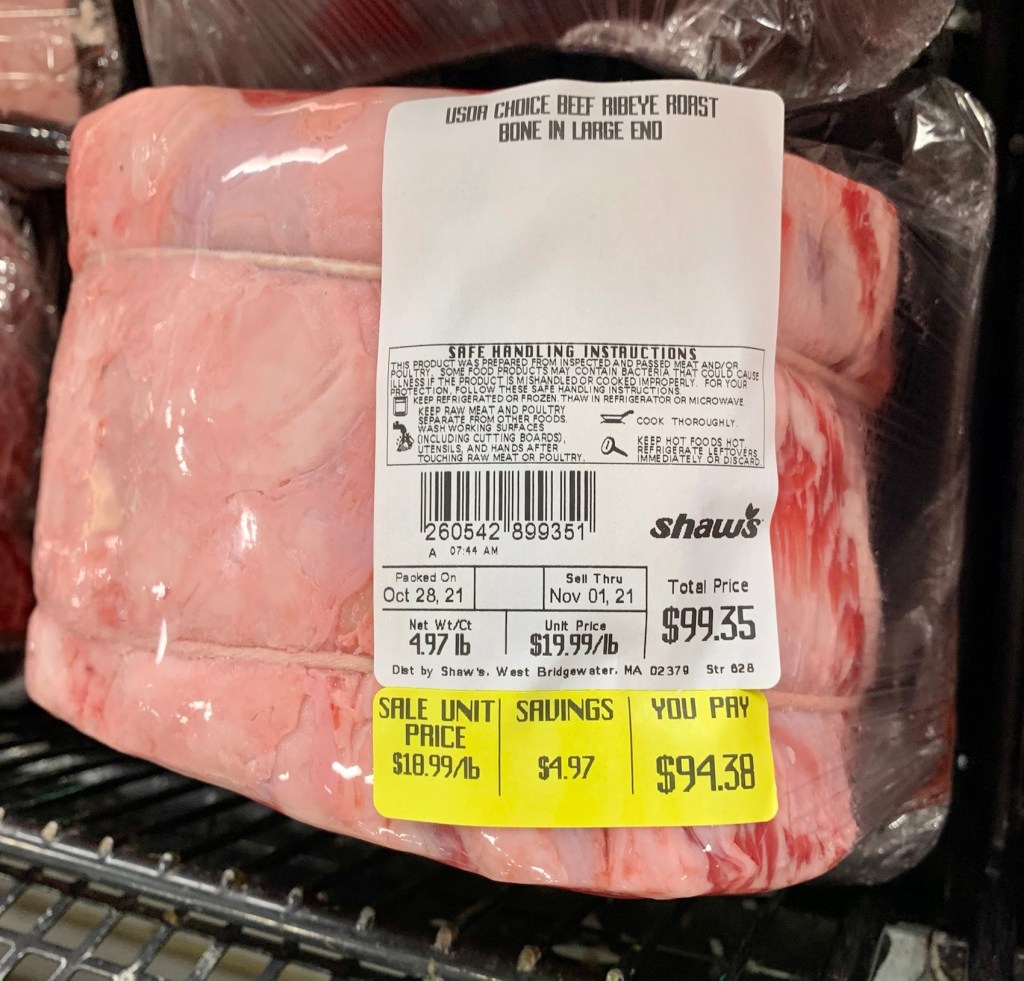 USDA CHOICE BEEF RIBEYE ROAST
BONE IN LARGE END
SAFE HANDLING INSTRUCTIONS
THIS PRODUCT WAS PREPARED FROM INSPECTED AND PASSED MEAT AND/OR
POULTRY. SOME FOOD PRODUCTS MAY CONTAIN BACTERIA THAT COULD CAUSE
ILLNESS IF THE PRODUCT IS MISHANDLED OR COOKED IMPROPERLY. FOR YOUR
PROTECTION, FOLLOW THESE SAFE HANDLING INSTRUCTIONS.
KEEP REFRIGERATED OR FROZEN. THAW IN REFRIGERATOR OR MICROWAVE
KEEP RAW MEAT AND POULTRY
SEPARATE FROM OTHER FOODS.
WASH WORKING SURFACES
(INCLUDING CUTTING BOARDS),
UTENSILS, AND HANDS AFTER
TOUCHING RAW MEAT OR POULTRY.
COOK THOROUGHLY.
KEEP HOT FOODS HOT.
REFRIGERATE LEFTOVERS
IMMEDIATELY OR DISCARD.
260542 899351
A 07:44 AM
shaw's
Packed On
Oct 28, 21
Sell Thru
Nov 01, 21
Total Price
$99.35
Net Wt/Ct
4.97 lb
Unit Price
$19.99/lb
Dist by Shaw's. West Bridgewater. MA 02379 Str 628
SALE UNIT
PRICE
$18.99/lb
SAVINGS
$4.97
YOU PAY
$94.38